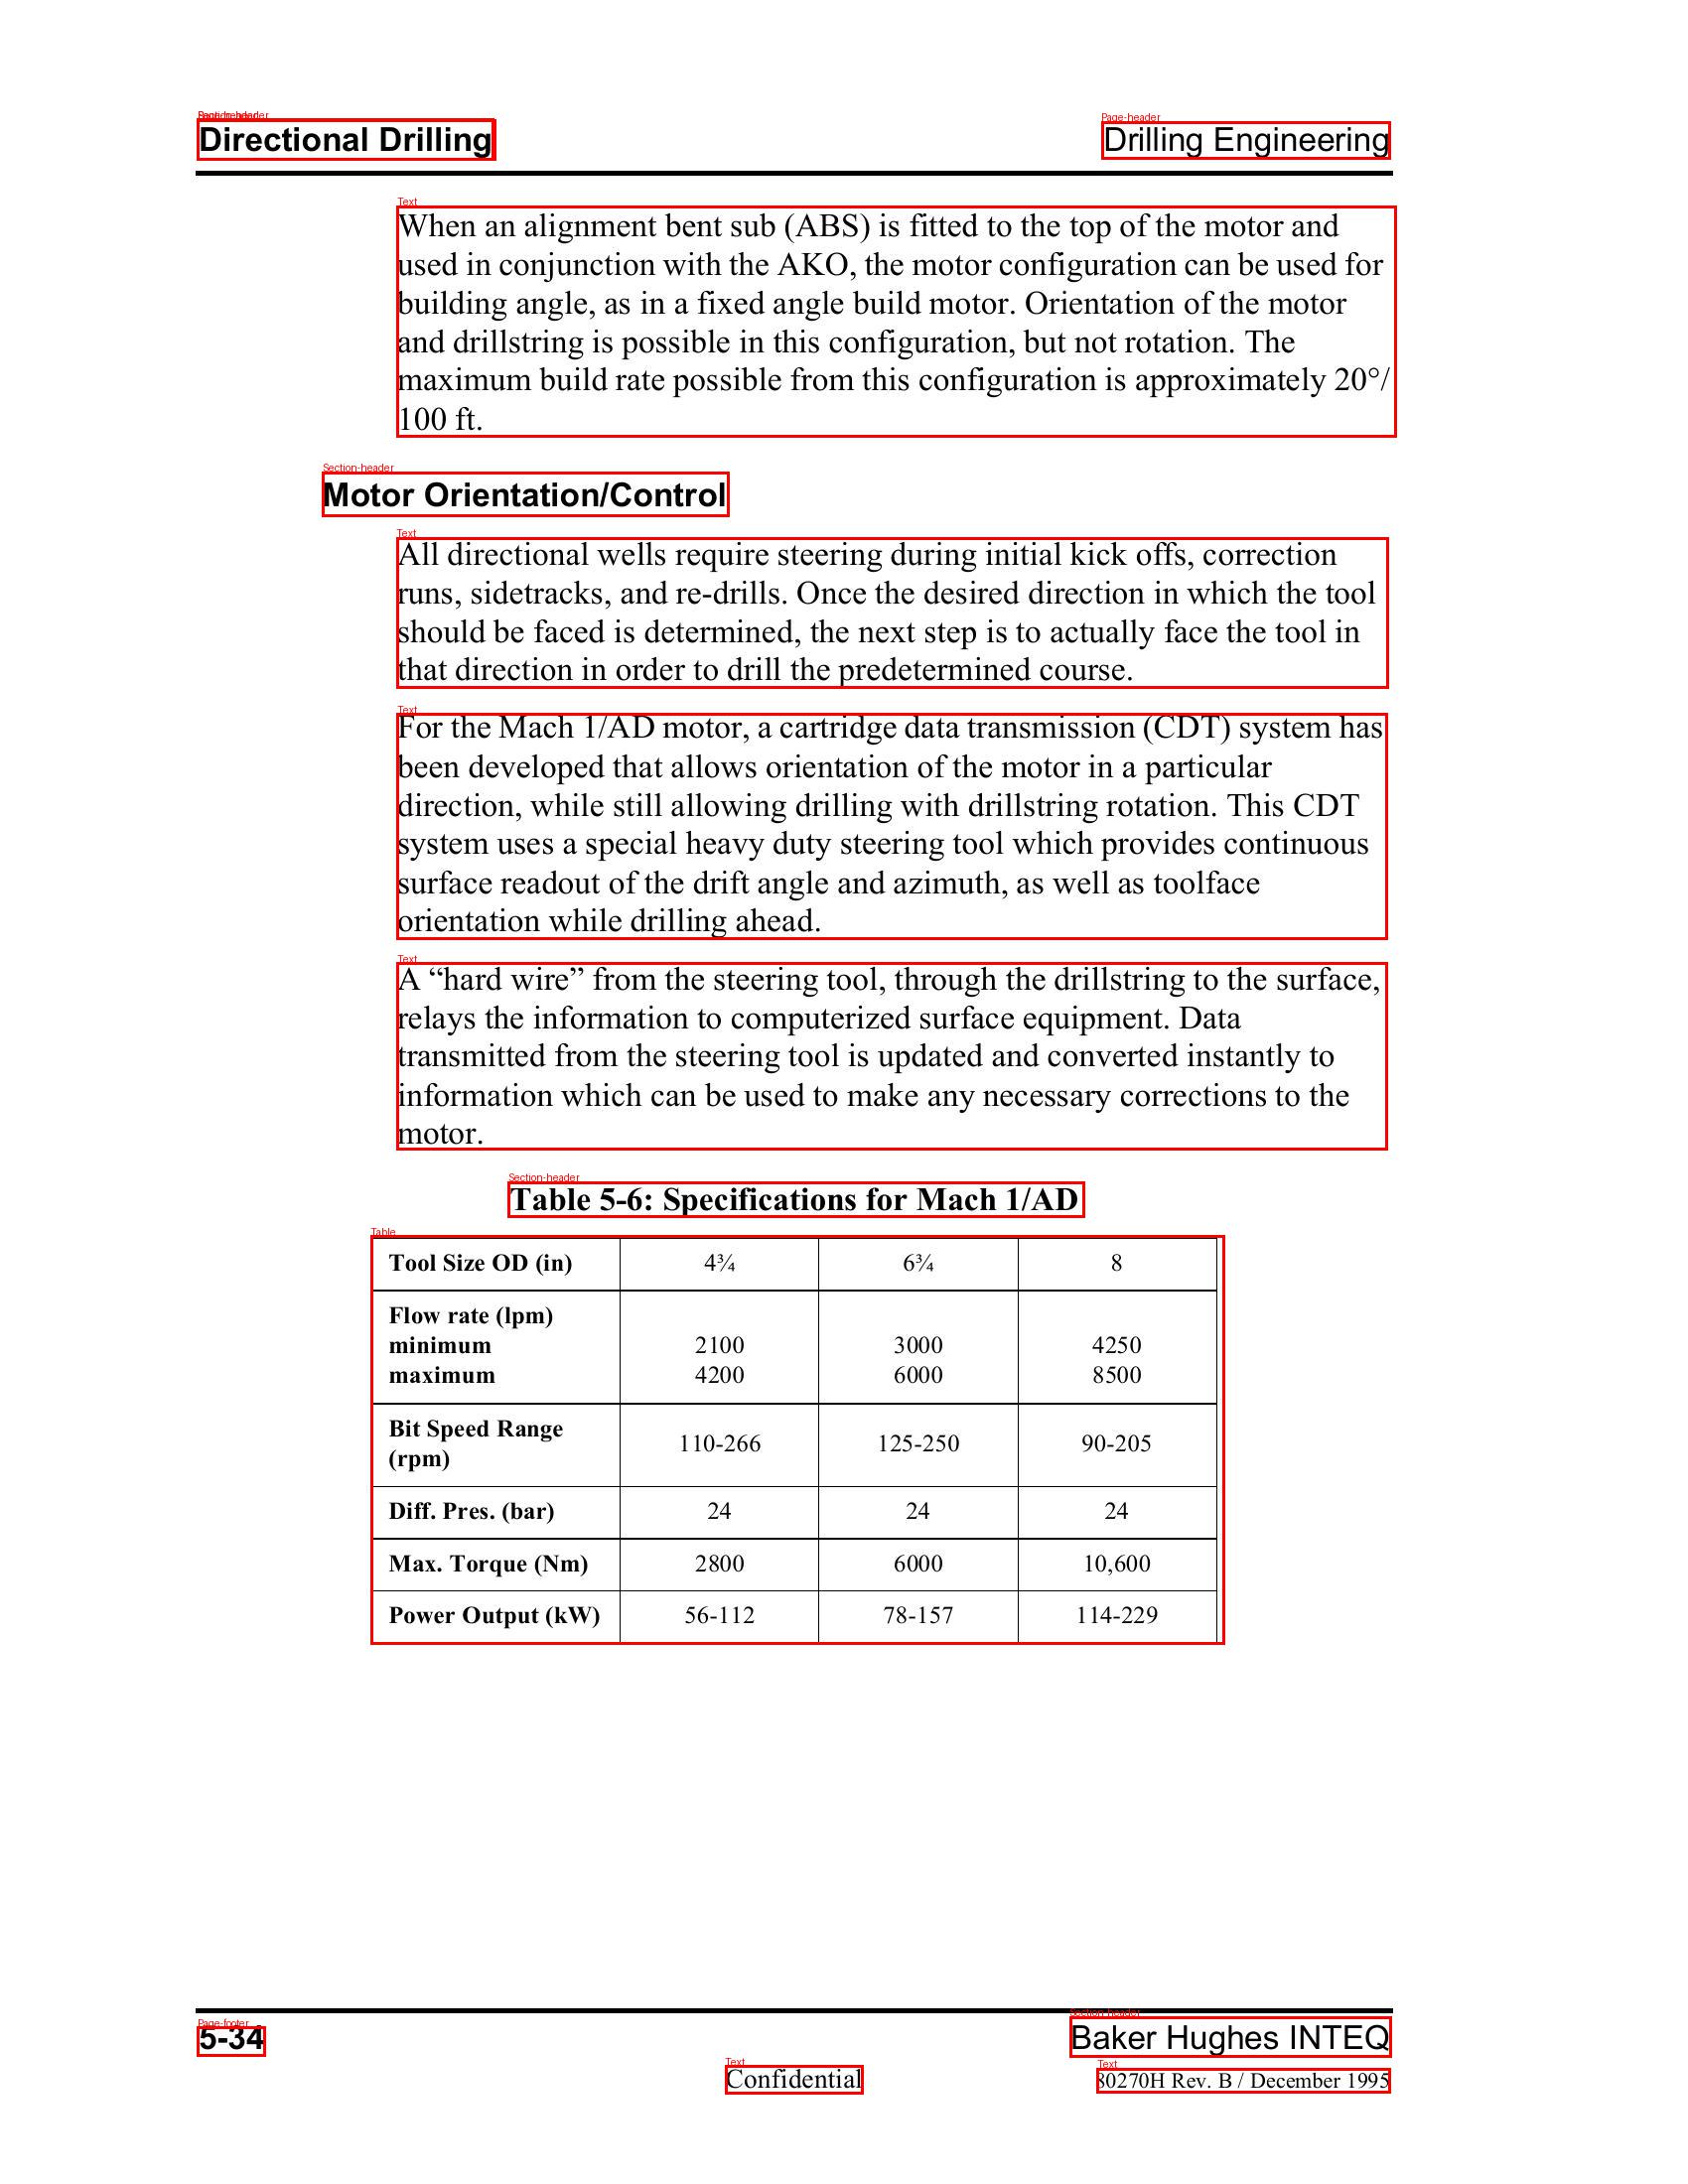 Directional Drilling
Drilling Engineering
When an alignment bent sub (ABS) is fitted to the top of the motor and
used in conjunction with the AKO, the motor configuration can be used for
building angle, as in a fixed angle build motor. Orientation of the motor
and drillstring is possible in this configuration, but not rotation. The
maximum build rate possible from this configuration is approximately 20°/
100 ft.
Section-header
Motor Orientation/Control
Text
All directional wells require steering during initial kick offs, correction
runs, sidetracks, and re-drills. Once the desired direction in which the tool
should be faced is determined, the next step is to actually face the tool in
that direction in order to drill the predetermined course.
Text
For the Mach 1/AD motor, a cartridge data transmission (CDT) system has
been developed that allows orientation of the motor in a particular
direction, while still allowing drilling with drillstring rotation. This CDT
system uses a special heavy duty steering tool which provides continuous
surface readout of the drift angle and azimuth, as well as toolface
orientation while drilling ahead.
Text
A “hard wire” from the steering tool, through the drillstring to the surface,
relays the information to computerized surface equipment. Data
transmitted from the steering tool is updated and converted instantly to
information which can be used to make any necessary corrections to the
motor.
Section-header
Table 5-6: Specifications for Mach 1/AD
Table
Tool Size OD (in) 4¾ 6¾ 8
Flow rate (lpm)
minimum 2100 3000 4250
maximum 4200 6000 8500
Bit Speed Range
(rpm) 110-266 125-250 90-205
Diff. Pres. (bar) 24 24 24
Max. Torque (Nm) 2800 6000 10,600
Power Output (kW) 56-112 78-157 114-229
Page-footer
5-34
Section-header
Baker Hughes INTEQ
Text
Confidential
Text
80270H Rev. B / December 1995